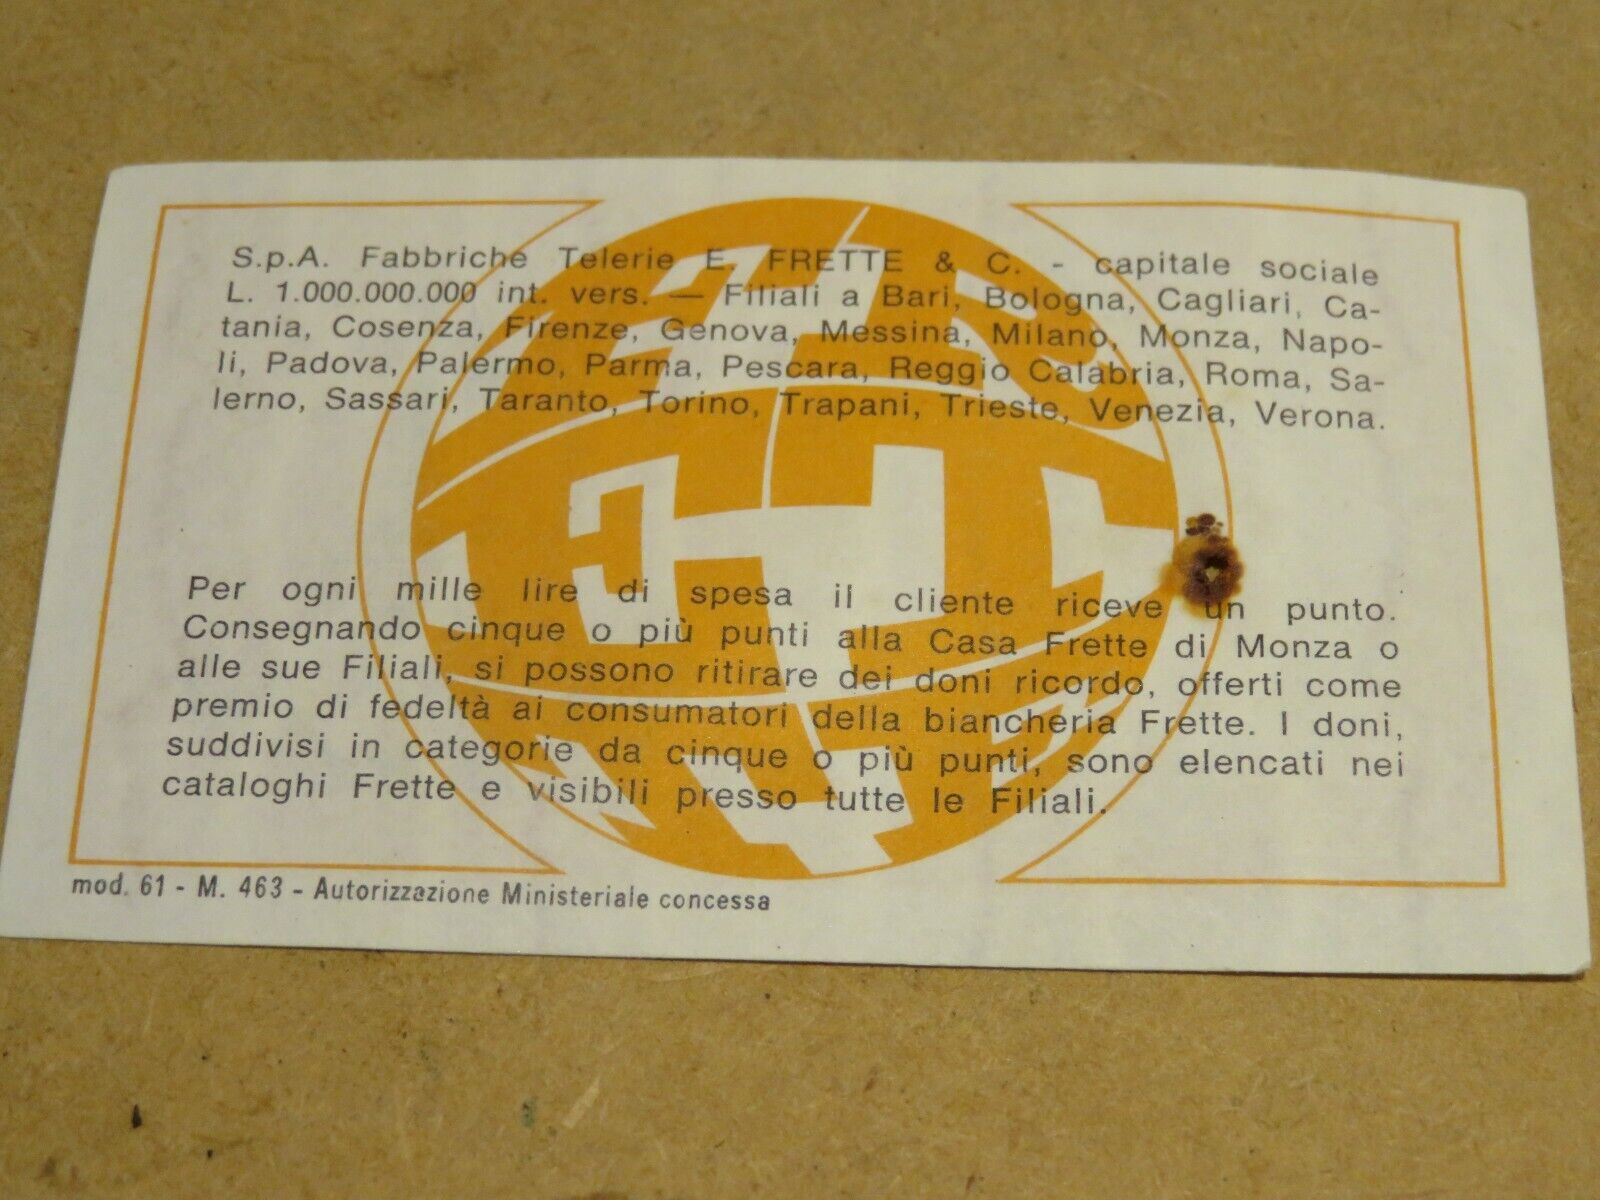 S.p.A. Fabbriche Telerie E. FRETTE & C. - capitale sociale
L. 1.000.000.000 int. vers. — Filiali a Bari, Bologna, Cagliari, Ca-
tania, Cosenza, Firenze, Genova, Messina, Milano, Monza, Napo-
li, Padova, Palermo, Parma, Pescara, Reggio Calabria, Roma, Sa-
lerno, Sassari, Taranto, Torino, Trapani, Trieste, Venezia, Verona.
Per ogni mille lire di spesa il cliente riceve un punto.
Consegnando cinque o più punti alla Casa Frette di Monza o
alle sue Filiali, si possono ritirare dei doni ricordo, offerti come
premio di fedeltà ai consumatori della biancheria Frette. I doni,
suddivisi in categorie da cinque o più punti, sono elencati nei
cataloghi Frette e visibili presso tutte le Filiali.
mod. 61 - M. 463 - Autorizzazione Ministeriale concessa